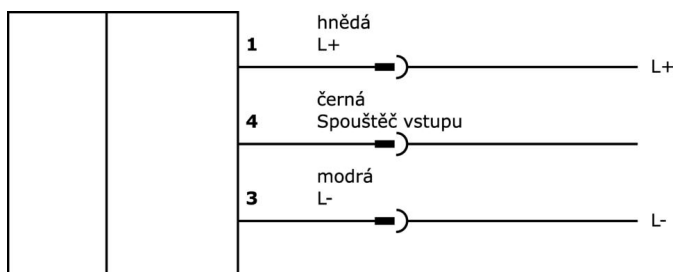 hnědá
1 L+
L+
černá
4 Spouštěč vstupu
modrá
3 L-
L-